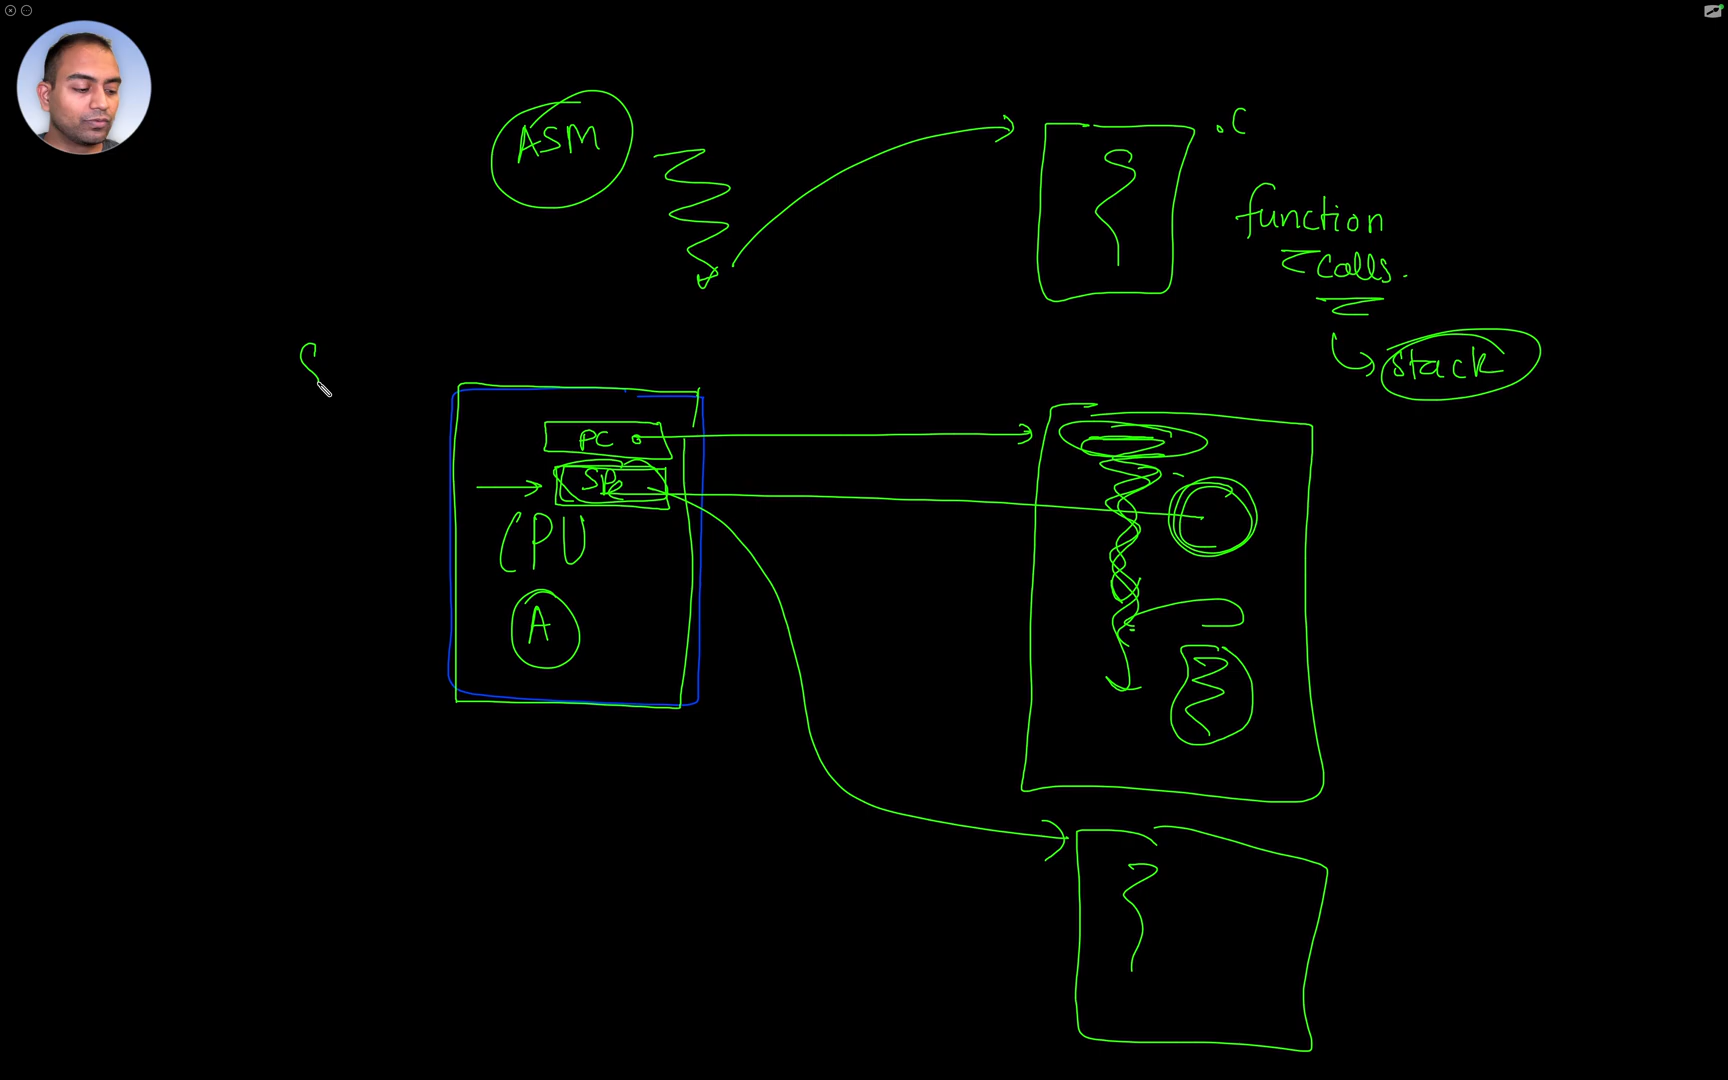 ASM
.C
function
calls.
stack
PC
SP
CPU
A